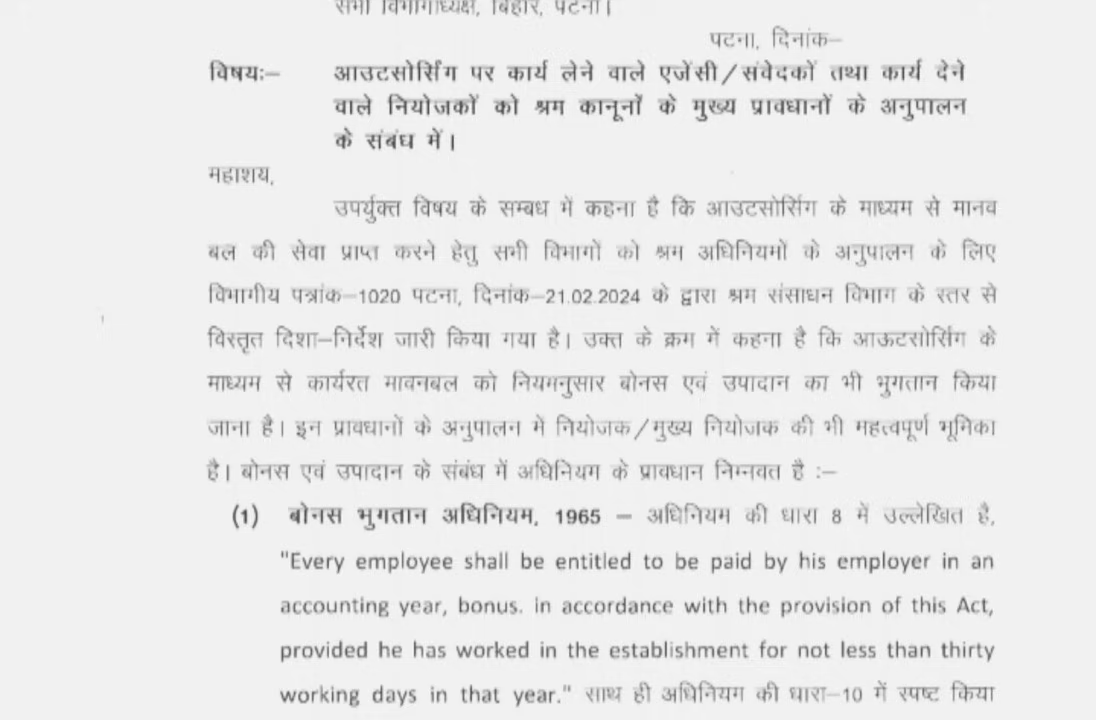 सभी विभागाध्यक्ष, बिहार, पटना।
पटना, दिनांक–
विषयः– आउटसोर्सिंग पर कार्य लेने वाले एजेंसी/संवेदकों तथा कार्य देने
वाले नियोजकों को श्रम कानूनों के मुख्य प्रावधानों के अनुपालन
के संबंध में।
महाशय,
उपर्युक्त विषय के सम्बध में कहना है कि आउटसोर्सिग के माध्यम से मानव
बल की सेवा प्राप्त करने हेतु सभी विभागों को श्रम अधिनियमों के अनुपालन के लिए
विभागीय पत्रांक–1020 पटना, दिनांक–21.02.2024 के द्वारा श्रम संसाधन विभाग के स्तर से
विस्तृत दिशा–निर्देश जारी किया गया है। उक्त के क्रम में कहना है कि आऊटसोर्सिंग के
माध्यम से कार्यरत मावनबल को नियमनुसार बोनस एवं उपादान का भी भुगतान किया
जाना है। इन प्रावधानों के अनुपालन में नियोजक/मुख्य नियोजक की भी महत्वपूर्ण भूमिका
है। बोनस एवं उपादान के संबंध में अधिनियम के प्रावधान निम्नवत है :–
(1) बोनस भुगतान अधिनियम, 1965 – अधिनियम की धारा 8 में उल्लेखित है,
"Every employee shall be entitled to be paid by his employer in an
accounting year, bonus. in accordance with the provision of this Act,
provided he has worked in the establishment for not less than thirty
working days in that year." साथ ही अधिनियम की धारा–10 में स्पष्ट किया